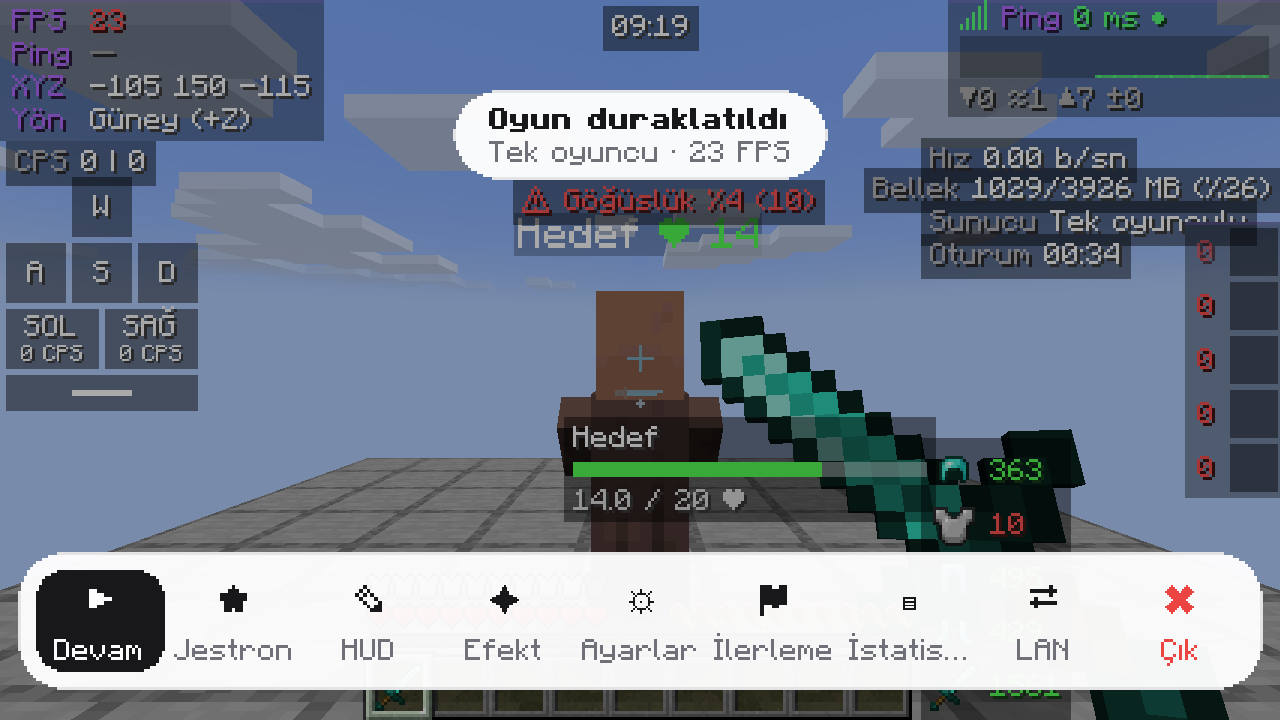 FPS 23
Ping —
XYZ -105 150 -115
Yön Güney (+Z)
CPS 0 | 0
W
A S D
SOL
0 CPS
SAĞ
0 CPS
09:19
Oyun duraklatıldı
Tek oyuncu · 23 FPS
⚠ Göğüslük %4 (10)
Hedef ♥ 14
Ping 0 ms
▼0 ≈1 ▲7 ±0
Hız 0.00 b/sn
Bellek 1029/3926 MB (%26)
Sunucu Tek oyunculu
Oturum 00:34
0
0
0
0
0
Hedef
14.0 / 20 ♥
363
10
Devam
Jestron
HUD
Efekt
Ayarlar
İlerleme
İstatis...
LAN
Çık